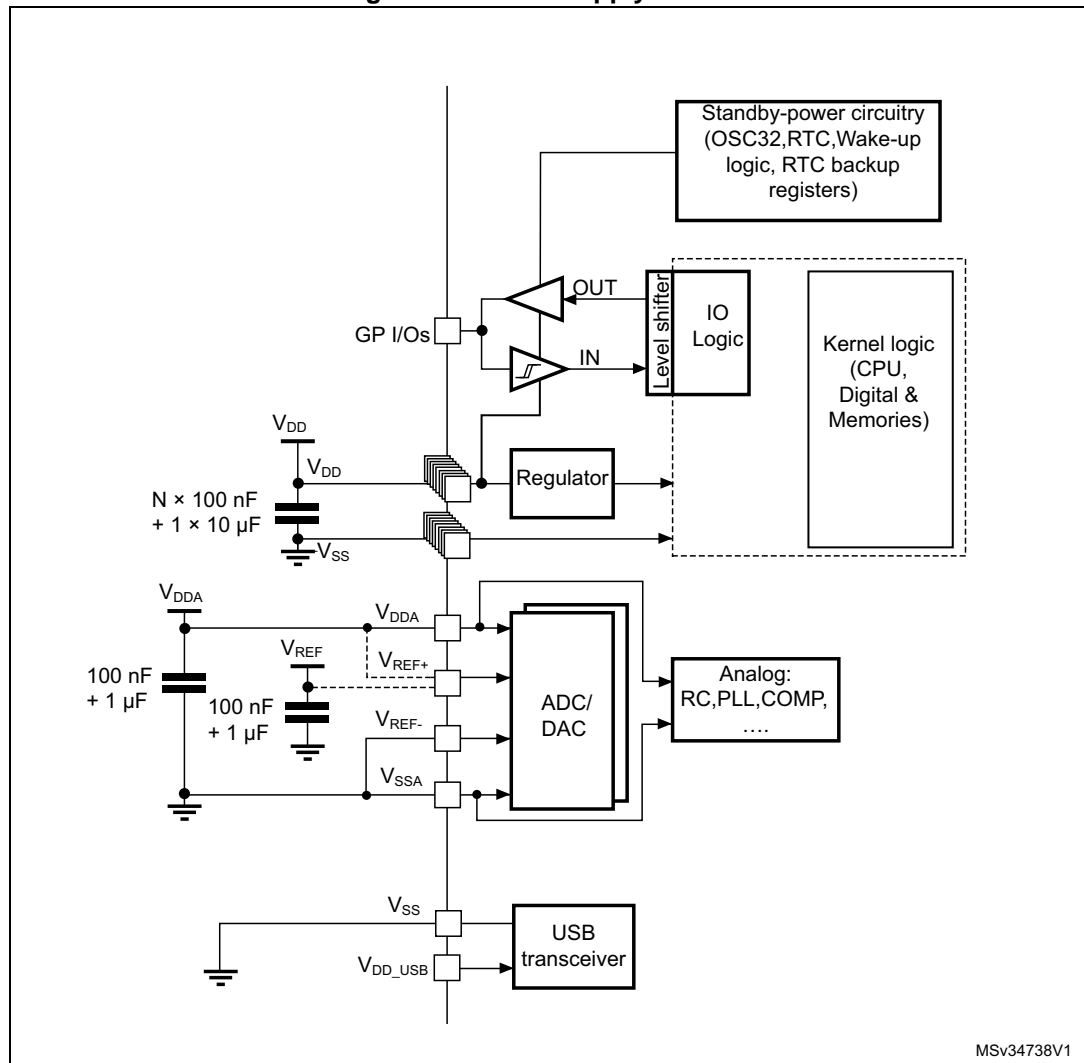 Standby-power circuitry
(OSC32,RTC,Wake-up
logic, RTC backup
registers)
OUT
Level shifter
IO
Logic
GP I/Os
IN
Kernel logic
(CPU,
Digital &
Memories)
VDD
VDD
Regulator
N × 100 nF
+ 1 × 10 µF
VSS
VDDA
VDDA
VREF
VREF+
100 nF
+ 1 µF
100 nF
+ 1 µF
VREF-
ADC/
DAC
Analog:
RC,PLL,COMP,
....
VSSA
VSS
USB
transceiver
VDD_USB
MSv34738V1